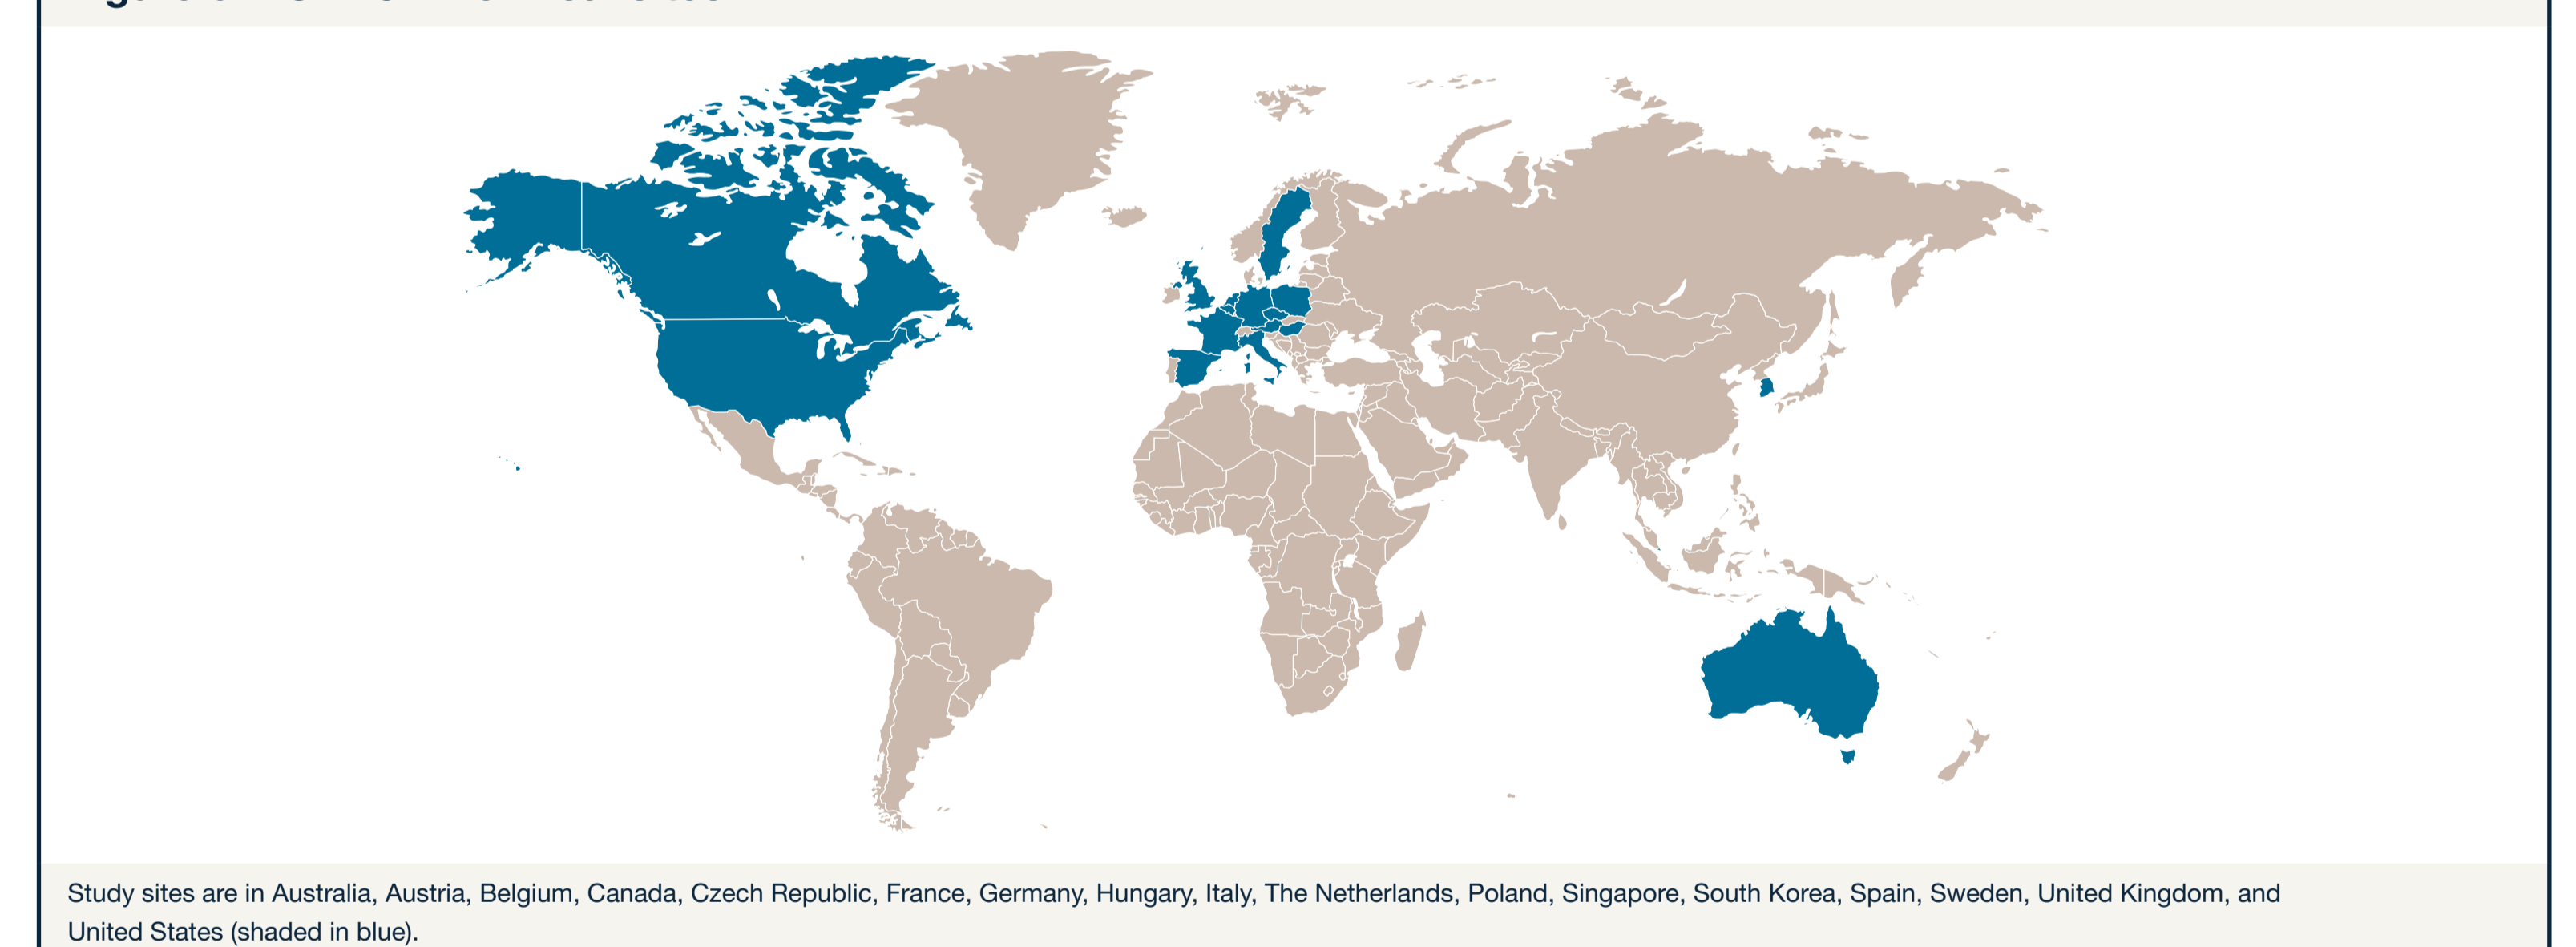 Study sites are in Australia, Austria, Belgium, Canada, Czech Republic, France, Germany, Hungary, Italy, The Netherlands, Poland, Singapore, South Korea, Spain, Sweden, United Kingdom, and
United States (shaded in blue).